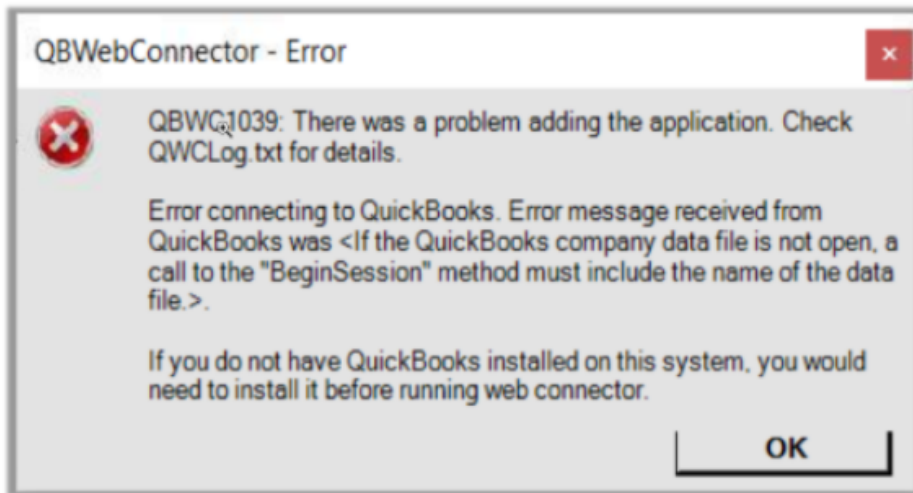 QBWebConnector - Error
QBWC1039: There was a problem adding the application. Check
QWCLog.txt for details.
Error connecting to QuickBooks. Error message received from
QuickBooks was <If the QuickBooks company data file is not open, a
call to the "BeginSession" method must include the name of the data
file.>.
If you do not have QuickBooks installed on this system, you would
need to install it before running web connector.
OK